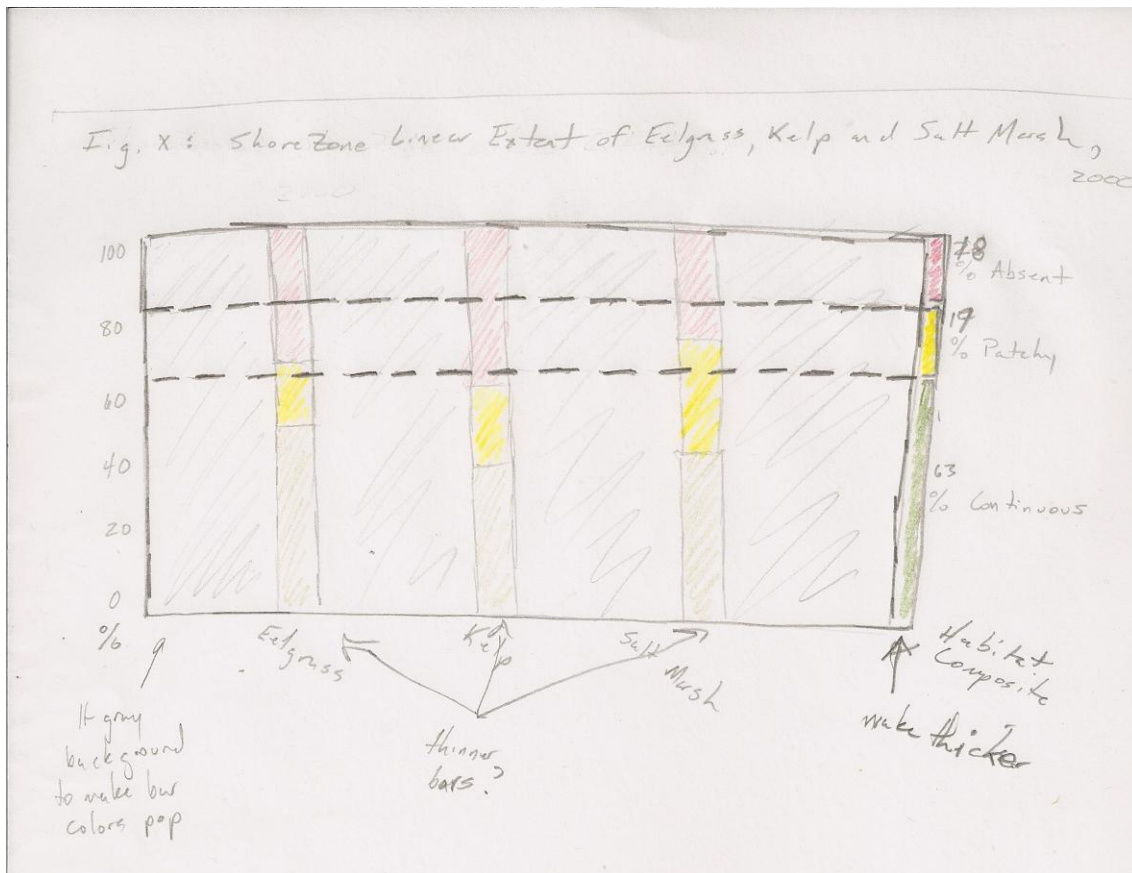 Fig. X: ShoreZone Linear Extent of Eelgrass, Kelp and Salt Marsh,
2000
100
80
60
40
20
0
%
18
% Absent
19
% Patchy
63
% Continuous
Eelgrass
Kelp
Salt
Marsh
Habitat
Composite
lt gray
background
to make bar
colors pop
thinner
bars?
make thicker